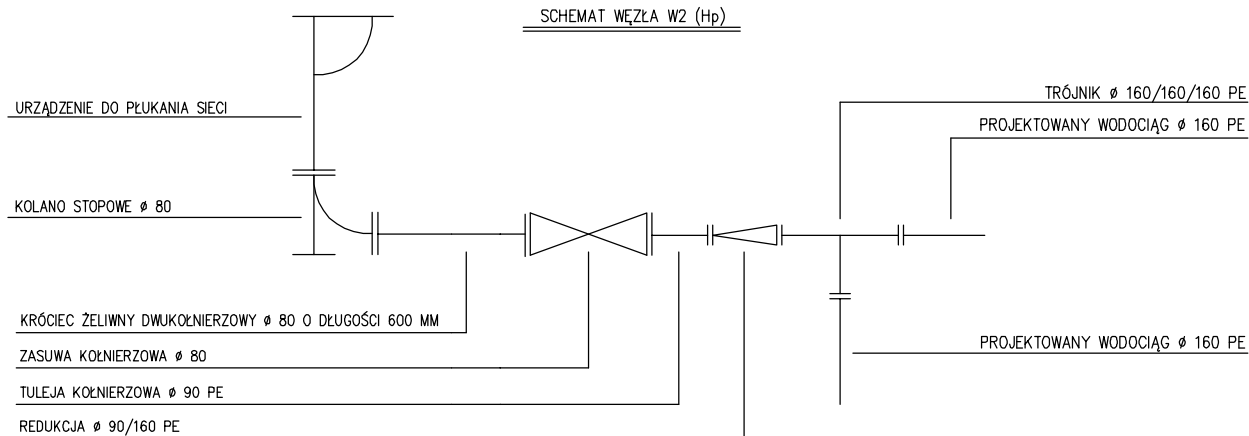 SCHEMAT WĘZŁA W2 (Hp)
URZĄDZENIE DO PŁUKANIA SIECI
TRÓJNIK ø 160/160/160 PE
PROJEKTOWANY WODOCIĄG ø 160 PE
KOLANO STOPOWE ø 80
KRÓCIEC ŻELIWNY DWUKOŁNIERZOWY ø 80 O DŁUGOŚCI 600 MM
ZASUWA KOŁNIERZOWA ø 80
PROJEKTOWANY WODOCIĄG ø 160 PE
TULEJA KOŁNIERZOWA ø 90 PE
REDUKCJA ø 90/160 PE